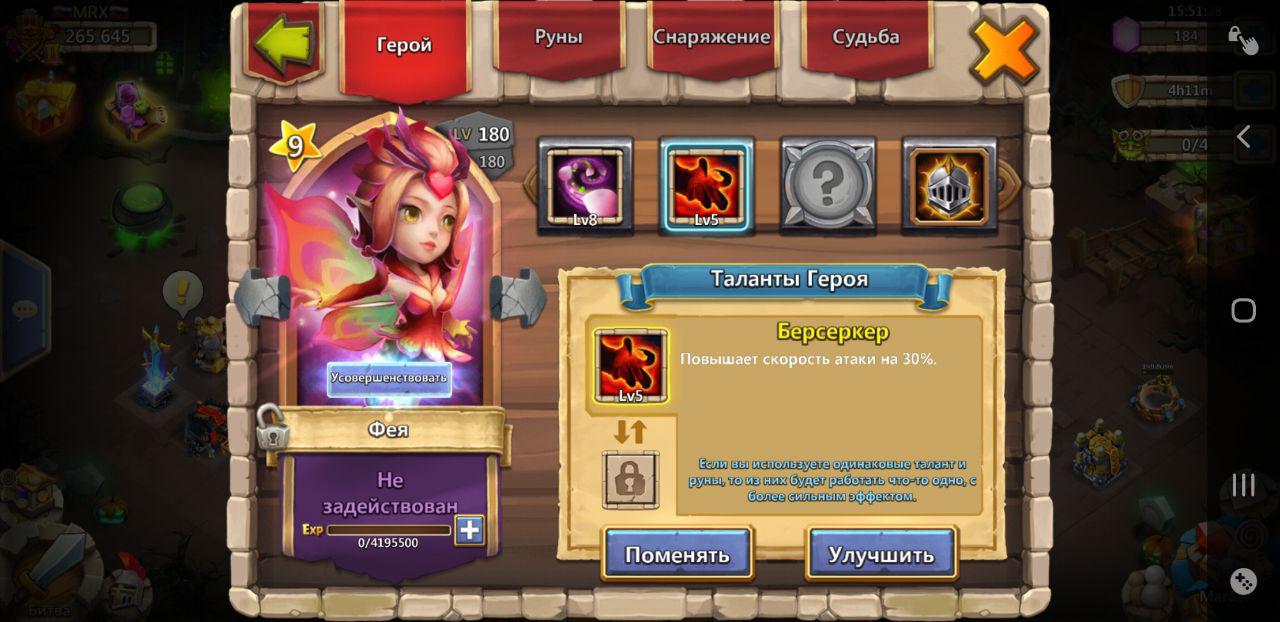 MRX
265 645
15:51:28
184
4h11m
0/4
Герой
Руны
Снаряжение
Судьба
9
LV 180
180
Lv8
Lv5
?
Таланты Героя
Берсеркер
Повышает скорость атаки на 30%.
Lv5
Если вы используете одинаковые талант и
руны, то из них будет работать что-то одно, с
более сильным эффектом.
Поменять
Улучшить
Усовершенствовать
Фея
Не
задействован
Exp
0/4195500
Битва